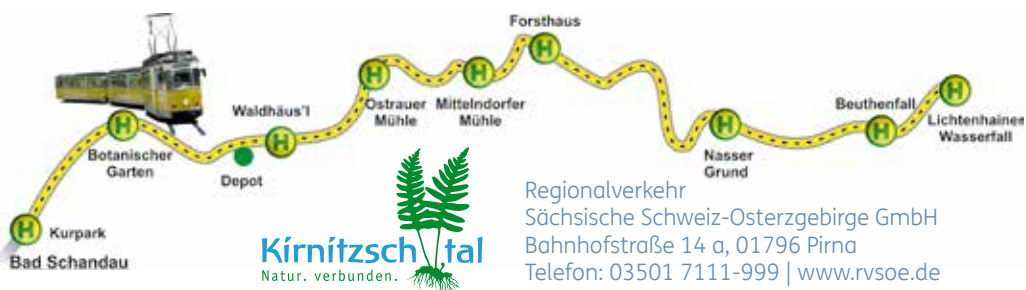 Forsthaus
H
H
H
H
Ostrauer
Mühle
Mittelndorfer
Mühle
Waldhäus'l
H
H
Botanischer
Garten
Depot
H
Kurpark
Bad Schandau
H
Nasser
Grund
Beuthenfall
H
Lichtenhainer
Wasserfall
Kirnitzschtal
Natur. verbunden.
Regionalverkehr
Sächsische Schweiz-Osterzgebirge GmbH
Bahnhofstraße 14 a, 01796 Pirna
Telefon: 03501 7111-999 | www.rvsoe.de